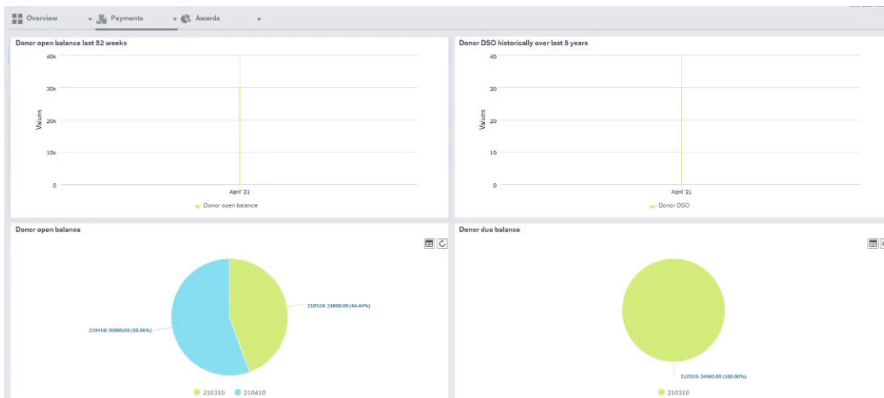 Overview Payments Awards
Donor open balance last 52 weeks
40k
30k
20k
10k
0
Values
April '21
Donor open balance
Donor DSO historically over last 5 years
40
30
20
10
0
Values
April '21
Donor DSO
Donor open balance
210310: 24000.00 (44.44%)
210410: 30000.00 (55.56%)
210310 210410
Donor due balance
210310: 24000.00 (100.00%)
210310